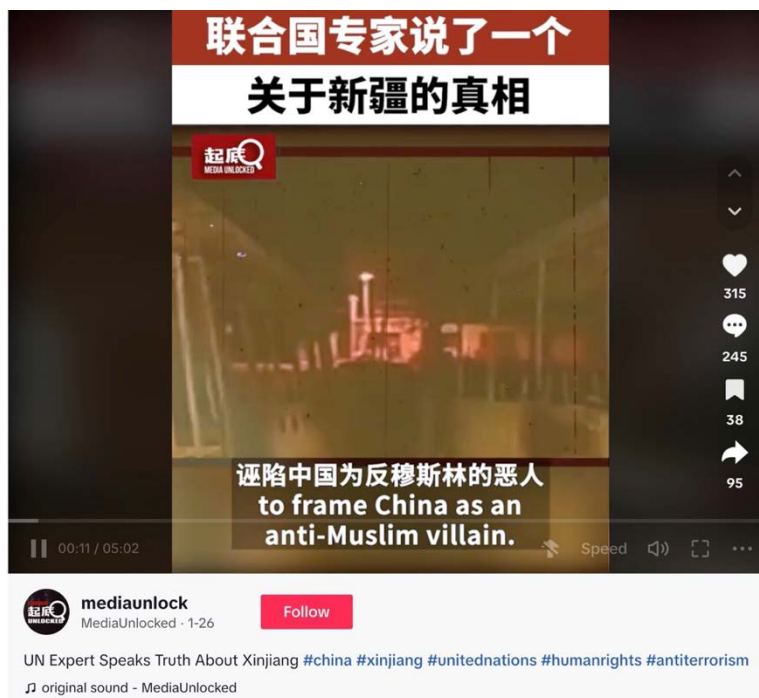 联合国专家说了一个
关于新疆的真相
起底
MEDIA UNLOCKED
315
245
38
95
诬陷中国为反穆斯林的恶人
to frame China as an
anti-Muslim villain.
00:11 / 05:02
Speed
起底
UNLOCKED
mediaunlock
MediaUnlocked · 1-26
Follow
UN Expert Speaks Truth About Xinjiang #china #xinjiang #unitednations #humanrights #antiterrorism
original sound - MediaUnlocked